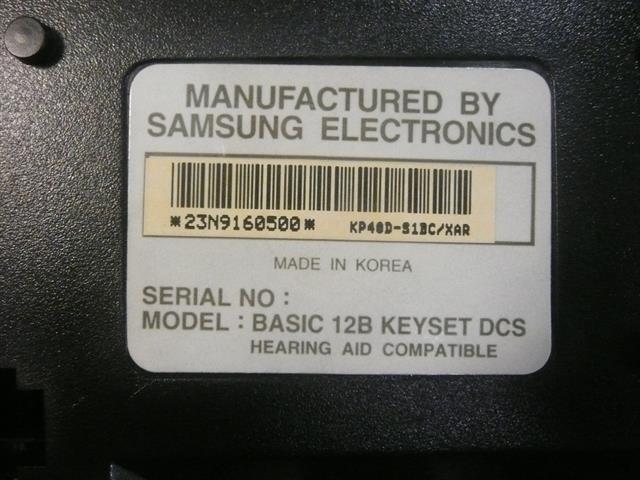 MANUFACTURED BY
SAMSUNG ELECTRONICS
*23N9160500* KP40D-S1BC/XAR
MADE IN KOREA
SERIAL NO :
MODEL : BASIC 12B KEYSET DCS
HEARING AID COMPATIBLE